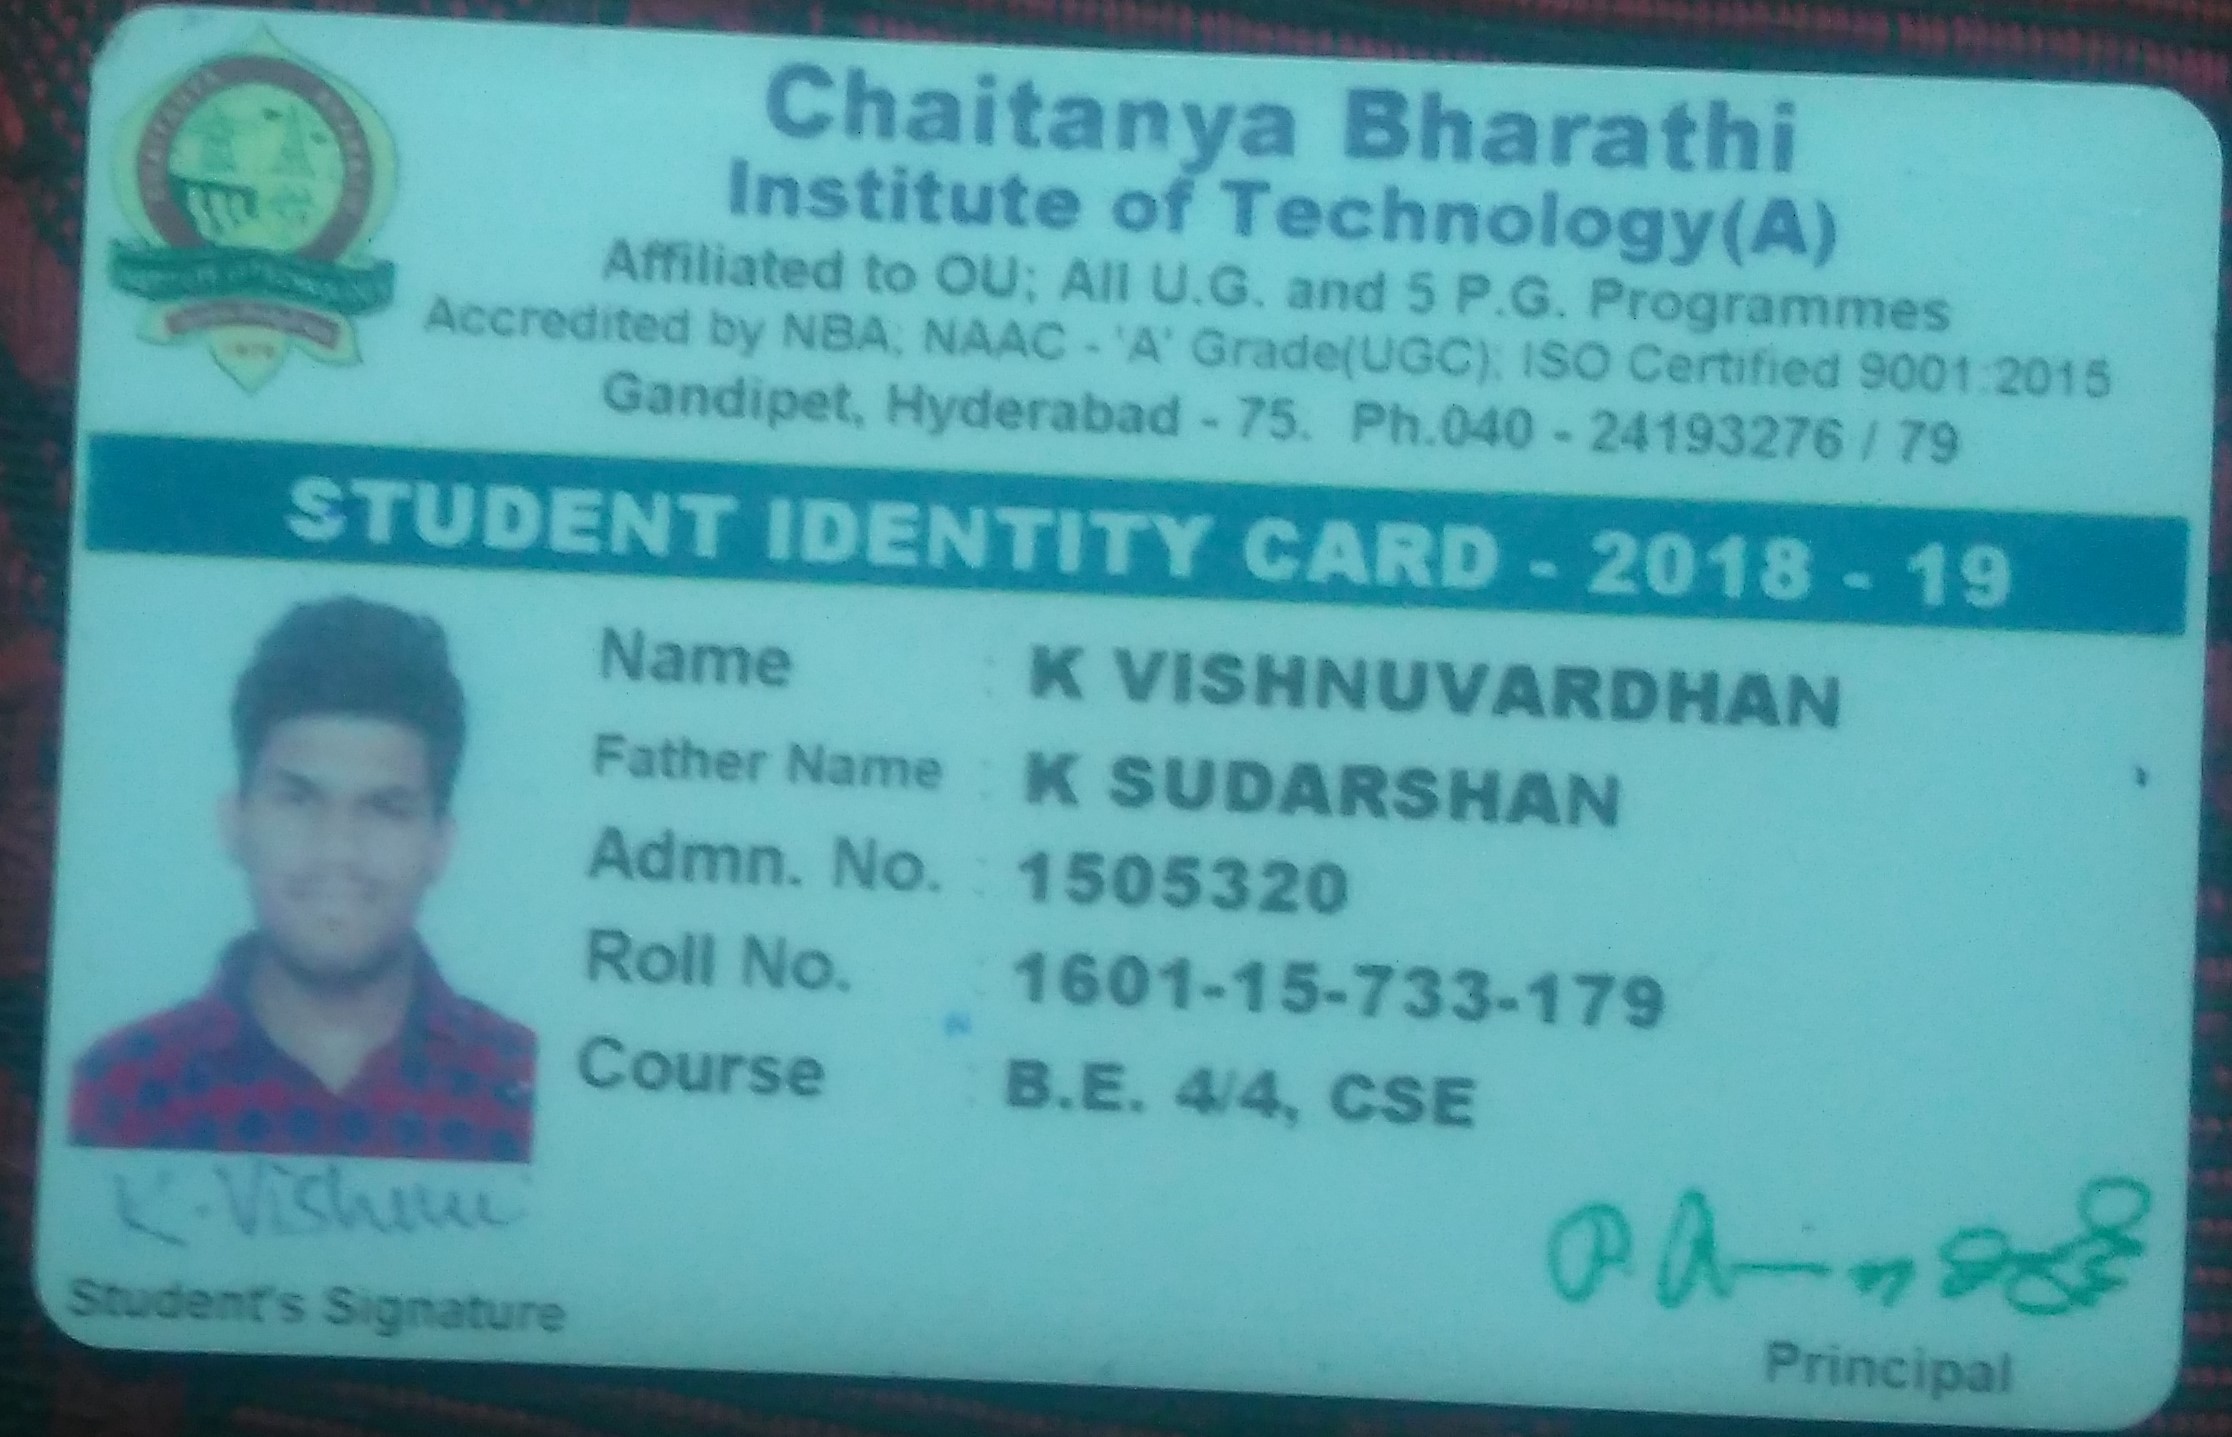 Chaitanya Bharathi
Institute of Technology(A)
Affiliated to OU; All U.G. and 5 P.G. Programmes
Accredited by NBA; NAAC - 'A' Grade(UGC); ISO Certified 9001:2015
Gandipet, Hyderabad - 75. Ph.040 - 24193276 / 79
STUDENT IDENTITY CARD - 2018 - 19
Name : K VISHNUVARDHAN
Father Name : K SUDARSHAN
Admn. No. : 1505320
Roll No. : 1601-15-733-179
Course : B.E. 4/4, CSE
K. Vishnu
Student's Signature
Principal